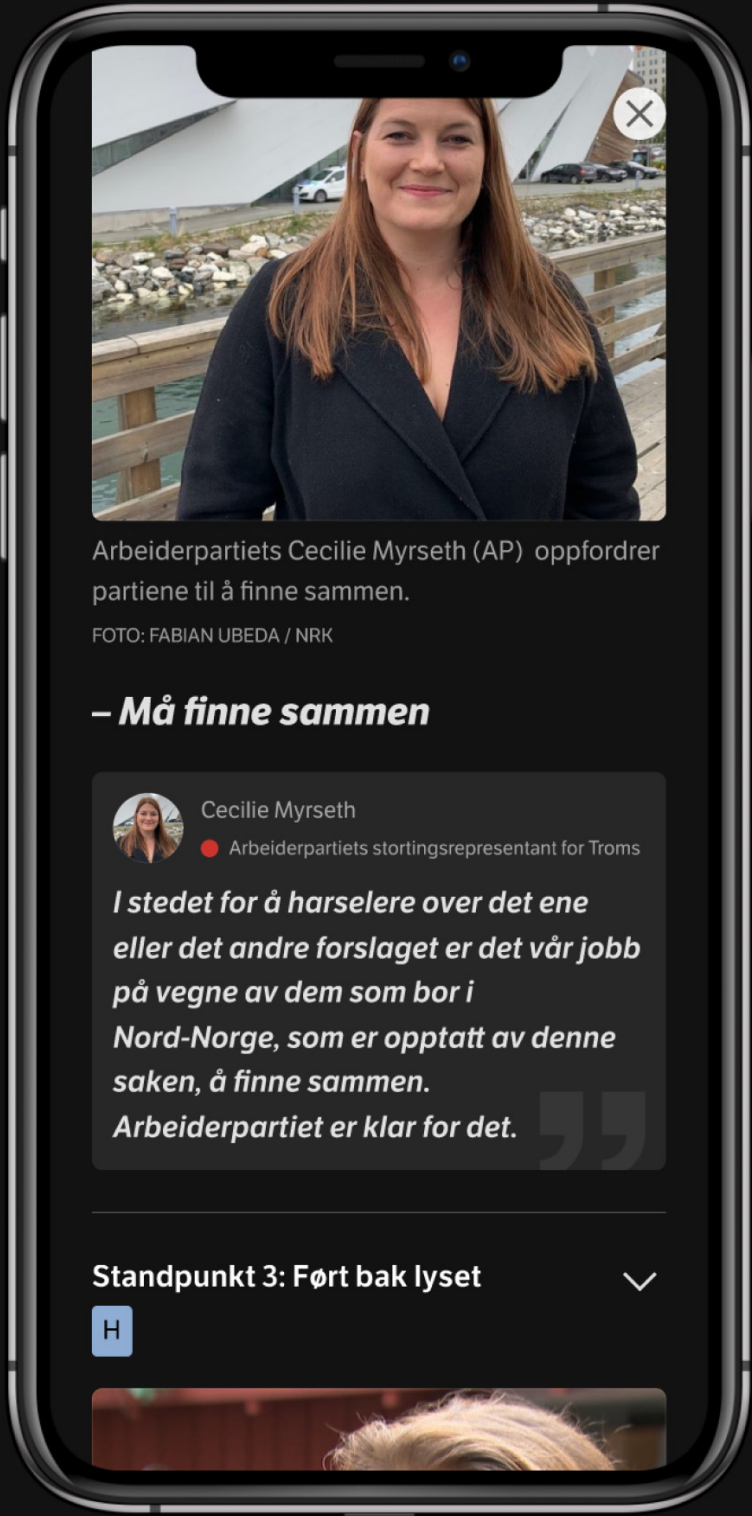 Arbeiderpartiets Cecilie Myrseth (AP)  oppfordrer
partiene til å finne sammen.
FOTO: FABIAN UBEDA / NRK
– Må finne sammen
Cecilie Myrseth
Arbeiderpartiets stortingsrepresentant for Troms
I stedet for å harselere over det ene
eller det andre forslaget er det vår jobb
på vegne av dem som bor i
Nord-Norge, som er opptatt av denne
saken, å finne sammen.
Arbeiderpartiet er klar for det.
Standpunkt 3: Ført bak lyset
H